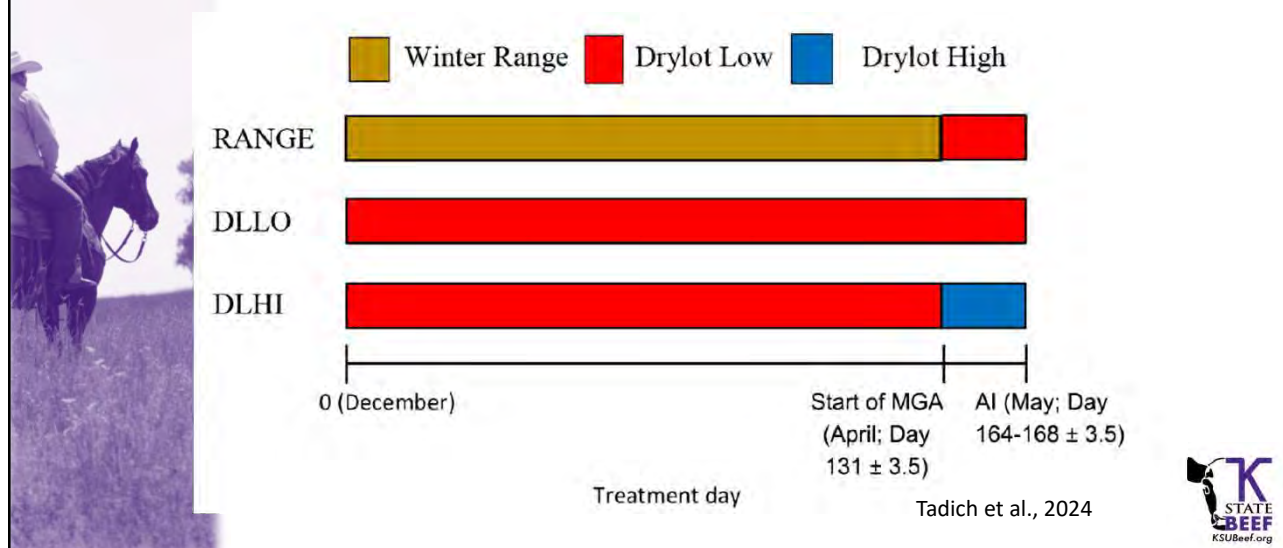 Winter Range Drylot Low Drylot High
RANGE
DLLO
DLHI
0 (December)
Start of MGA
(April; Day
131 ± 3.5)
AI (May; Day
164-168 ± 3.5)
Treatment day
Tadich et al., 2024
K
STATE
BEEF
KSUBeef.org